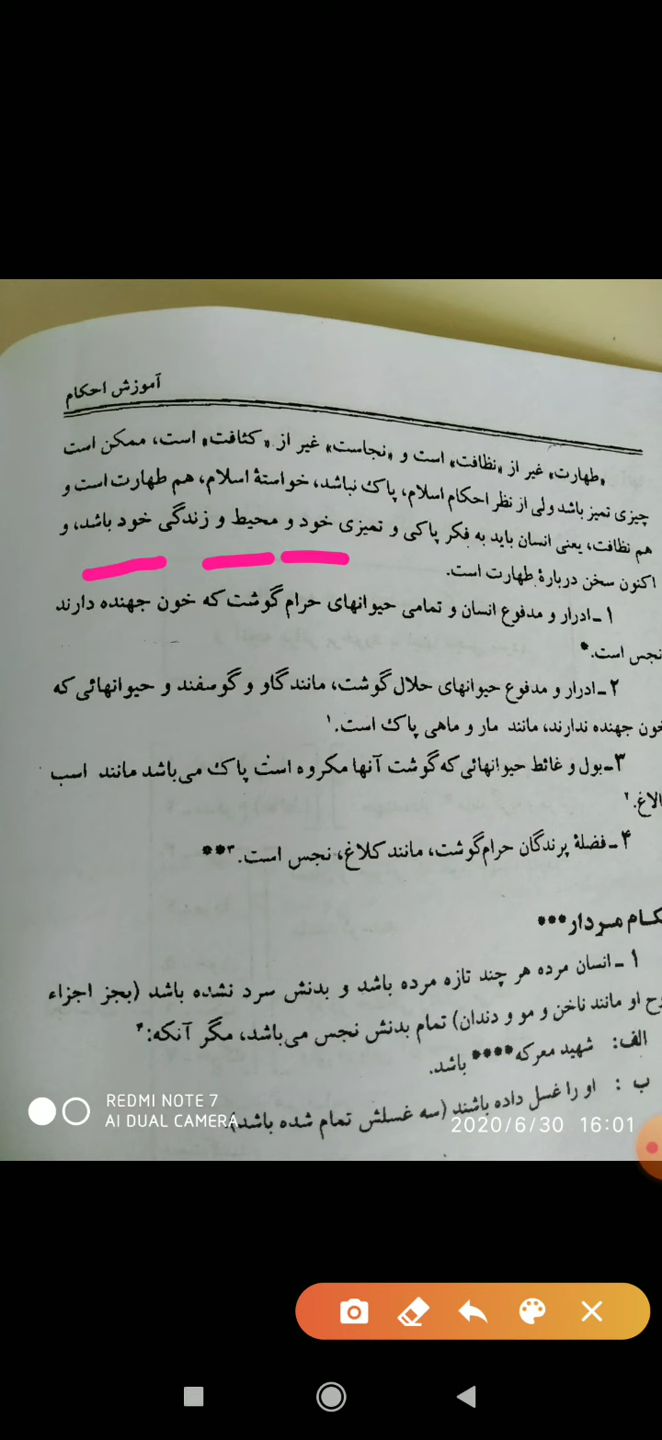 آموزش احکام
«طهارت» غیر از «نظافت» است و «نجاست» غیر از «کثافت» است، ممکن است
چیزی تمیز باشد ولی از نظر احکام اسلام، پاک نباشد، خواستهٔ اسلام، هم طهارت است و
هم نظافت، یعنی انسان باید به فکر پاکی و تمیزی خود و محیط و زندگی خود باشد، و
اکنون سخن دربارهٔ طهارت است.
۱ـ ادرار و مدفوع انسان و تمامی حیوانهای حرام گوشت که خون جهنده دارند
نجس است.*
۲ـ ادرار و مدفوع حیوانهای حلال گوشت، مانند گاو و گوسفند و حیوانهائی که
خون جهنده ندارند، مانند مار و ماهی پاک است.۱
۳ـ بول و غائط حیوانهائی که گوشت آنها مکروه است پاک می‌باشد مانند اسب
الاغ.۲
۴ـ فضلهٔ پرندگان حرام گوشت، مانند کلاغ، نجس است.۳**
کام مردار***
۱ـ انسان مرده هر چند تازه مرده باشد و بدنش سرد نشده باشد (بجز اجزاء
وح او مانند ناخن و مو و دندان) تمام بدنش نجس می‌باشد، مگر آنکه:۴
الف: شهید معرکه**** باشد.
ب : او را غسل داده باشند (سه غسلش تمام شده باشد).
REDMI NOTE 7
AI DUAL CAMERA
2020/6/30 16:01